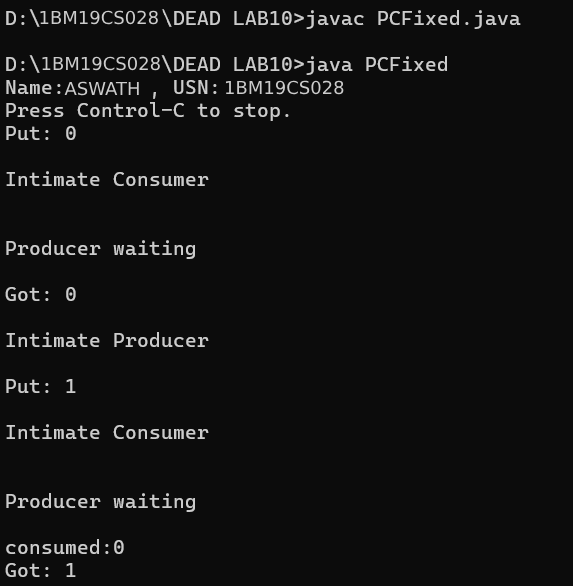 D:\1BM19CS028\DEAD LAB10>javac PCFixed.java
D:\1BM19CS028\DEAD LAB10>java PCFixed
Name:ASWATH , USN: 1BM19CS028
Press Control-C to stop.
Put: 0
Intimate Consumer
Producer waiting
Got: 0
Intimate Producer
Put: 1
Intimate Consumer
Producer waiting
consumed:0
Got: 1